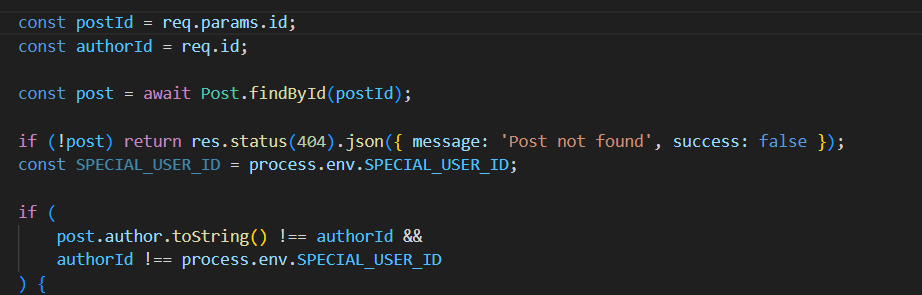 const postId = req.params.id;
const authorId = req.id;
const post = await Post.findById(postId);
if (!post) return res.status(404).json({ message: 'Post not found', success: false });
const SPECIAL_USER_ID = process.env.SPECIAL_USER_ID;
if (
post.author.toString() !== authorId &&
authorId !== process.env.SPECIAL_USER_ID
) {